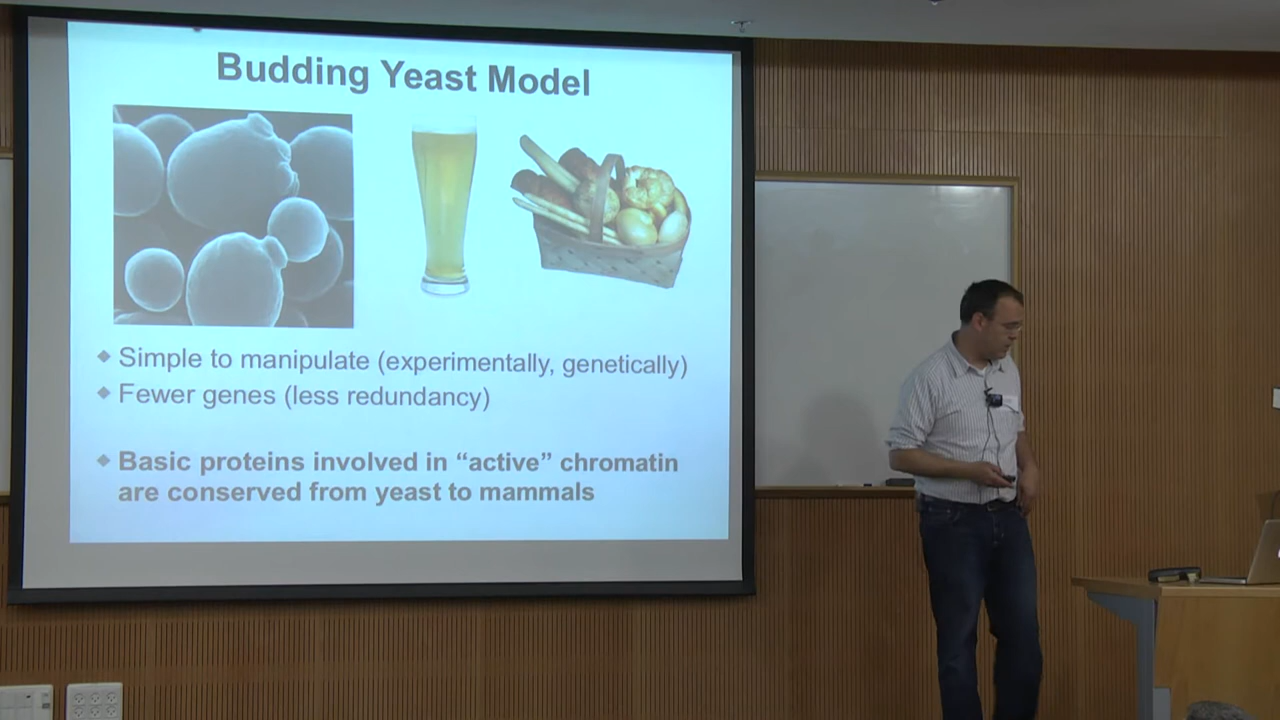 Budding Yeast Model
❖ Simple to manipulate (experimentally, genetically)
❖ Fewer genes (less redundancy)
❖ Basic proteins involved in “active” chromatin
are conserved from yeast to mammals